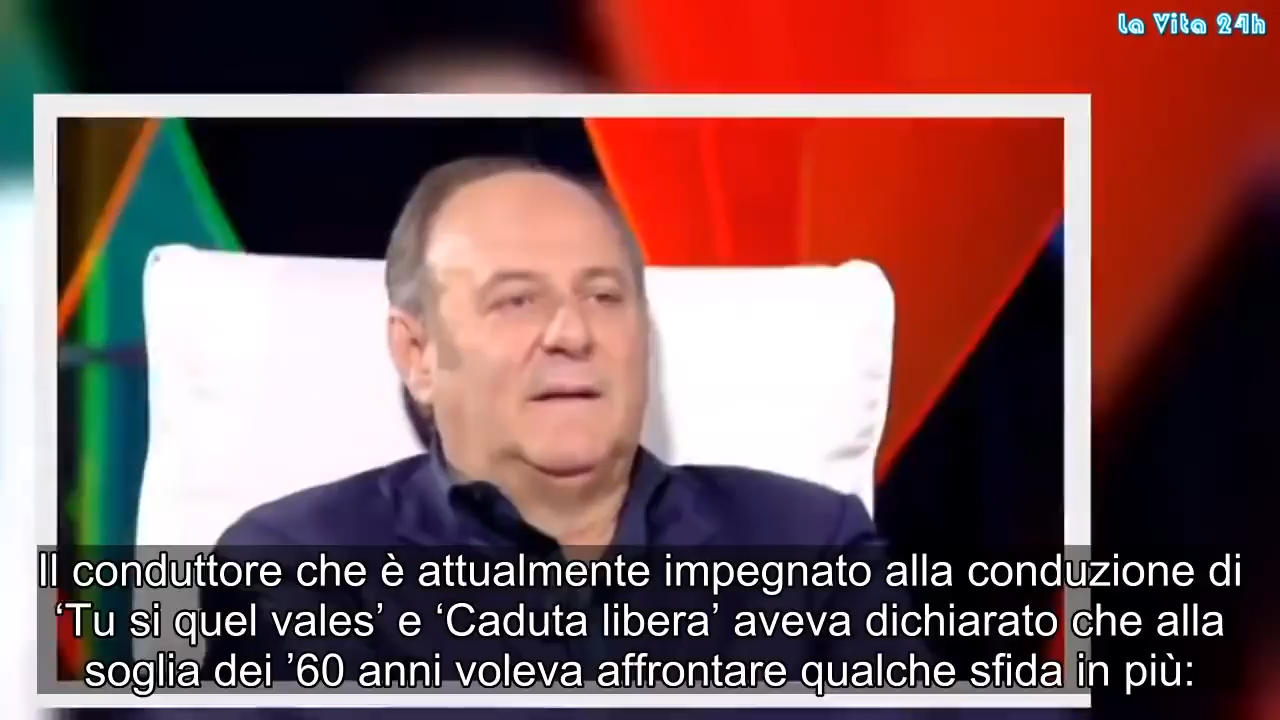 La Vita 24h
Il conduttore che è attualmente impegnato alla conduzione di
‘Tu si quel vales’ e ‘Caduta libera’ aveva dichiarato che alla
soglia dei ’60 anni voleva affrontare qualche sfida in più: